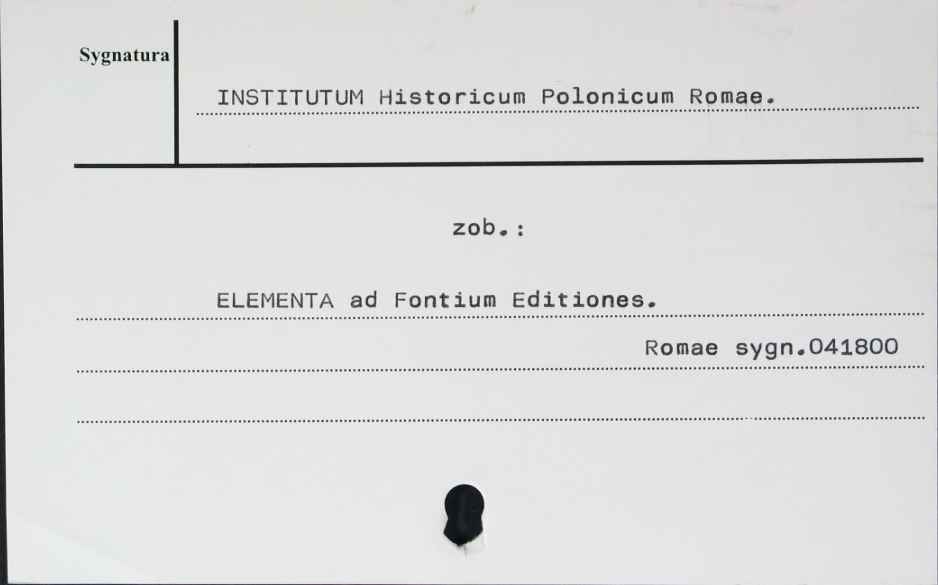 Sygnatura
INSTITUTUM Historicum Polonicum Romae.
zob.:
ELEMENTA ad Fontium Editiones.
Romae sygn.041800